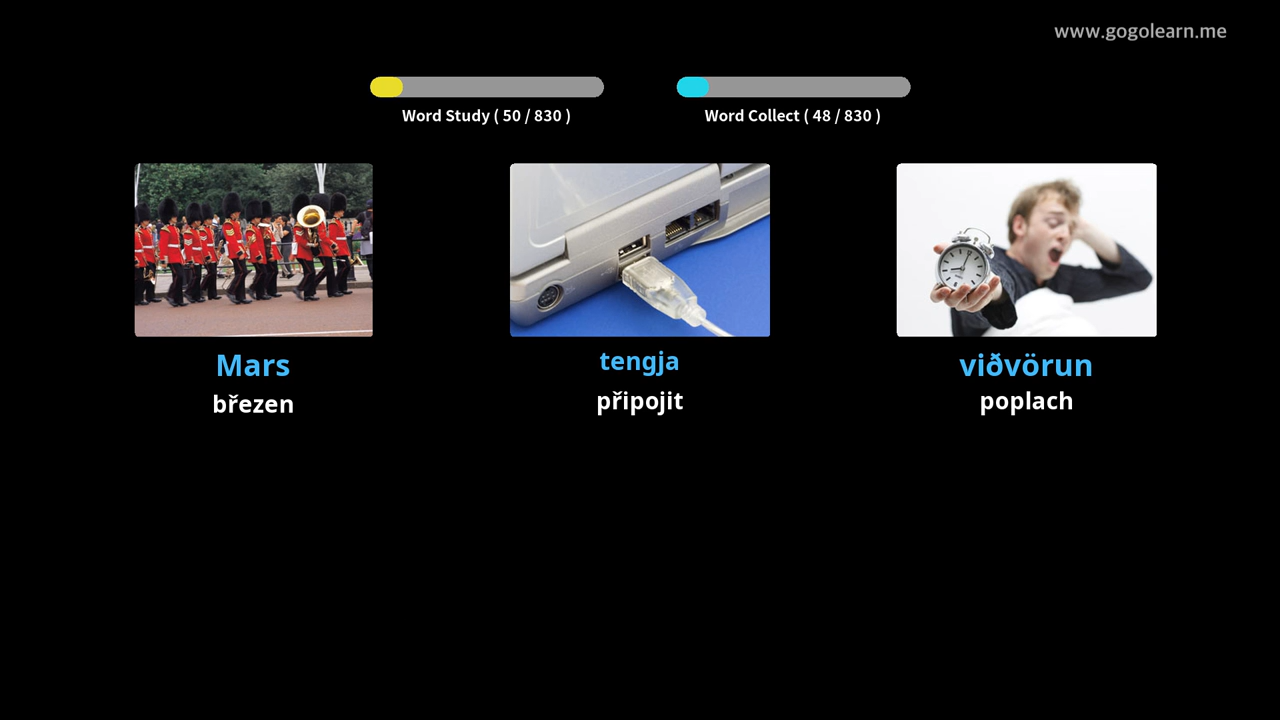 www.gogolearn.me
Word Study ( 50 / 830 )
Word Collect ( 48 / 830 )
Mars
březen
tengja
připojit
viðvörun
poplach